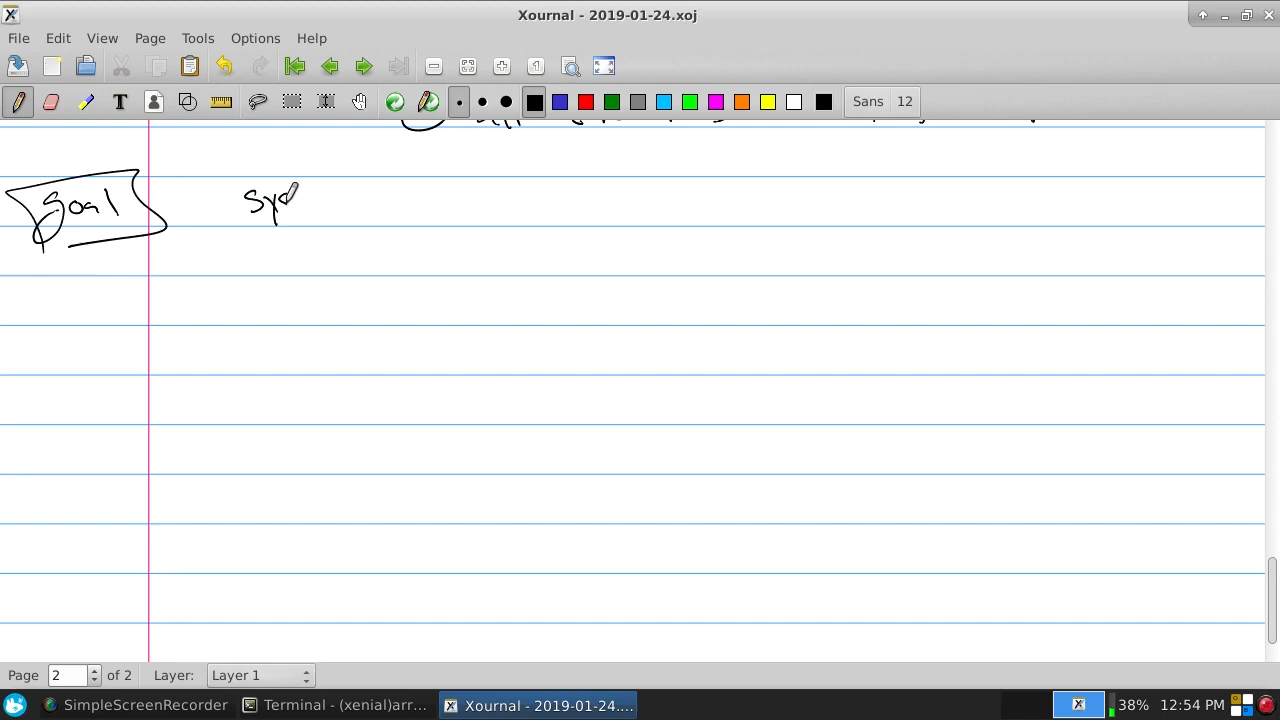 Xournal - 2019-01-24.xoj
File Edit View Page Tools Options Help
Sans 12
Goal
Sys
Page 2 of 2 Layer: Layer 1
SimpleScreenRecorder Terminal - (xenial)arr... Xournal - 2019-01-24.... 38% 12:54 PM